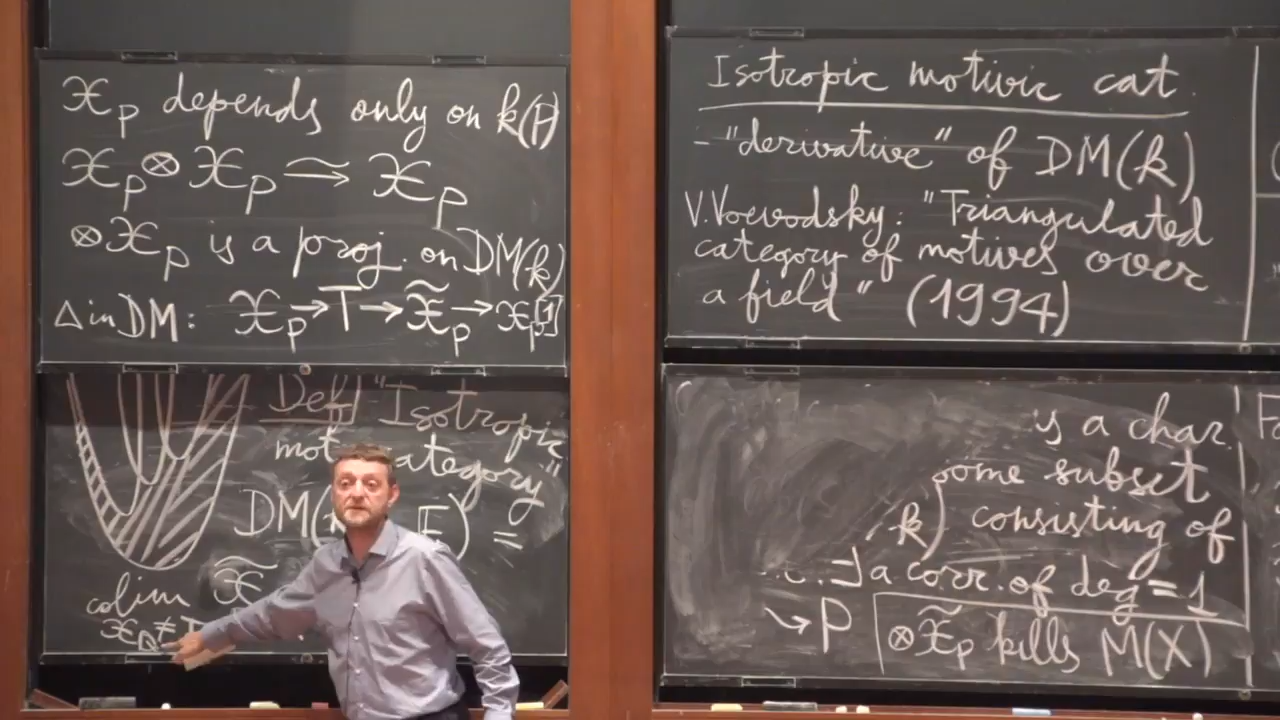 𝔛_P depends only on k(P)
𝔛_P ⊗ 𝔛_P ⥲ 𝔛_P
⊗𝔛_P is a proj. on DM(k)
Δ in DM: 𝔛_P → T → 𝔛̃_P → 𝔛_P[1]
Def "Isotropic
mot category"
DM(
E) =
colim 𝔛̃
𝔛_Q ≠
Isotropic motivic cat.
- "derivative" of DM(k)
V. Voevodsky: "Triangulated
category of motives over
a field" (1994)
is a char.
some subset
k) consisting of
∃ a corr. of deg = 1
⇝ P
⊗𝔛̃_P kills M(X)